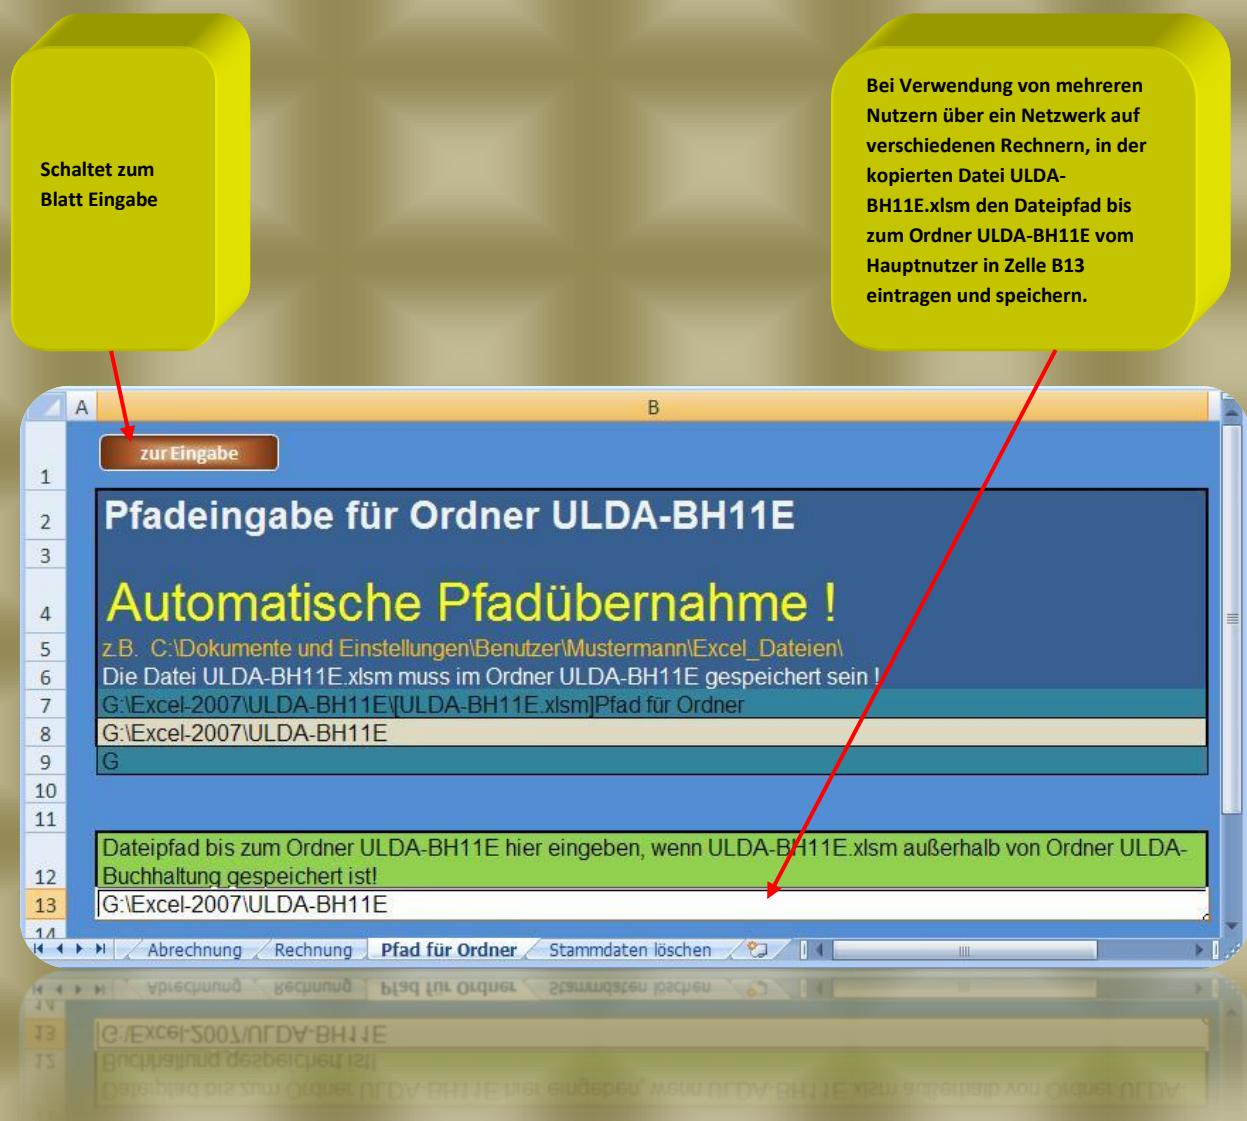 Schaltet zum
Blatt Eingabe
Bei Verwendung von mehreren
Nutzern über ein Netzwerk auf
verschiedenen Rechnern, in der
kopierten Datei ULDA-
BH11E.xlsm den Dateipfad bis
zum Ordner ULDA-BH11E vom
Hauptnutzer in Zelle B13
eintragen und speichern.
A B
zur Eingabe
1
2 Pfadeingabe für Ordner ULDA-BH11E
3
4 Automatische Pfadübernahme !
5 z.B. C:\Dokumente und Einstellungen\Benutzer\Mustermann\Excel_Dateien\
6 Die Datei ULDA-BH11E.xlsm muss im Ordner ULDA-BH11E gespeichert sein !
7 G:\Excel-2007\ULDA-BH11E\[ULDA-BH11E.xlsm]Pfad für Ordner
8 G:\Excel-2007\ULDA-BH11E
9 G
10
11
Dateipfad bis zum Ordner ULDA-BH11E hier eingeben, wenn ULDA-BH11E.xlsm außerhalb von Ordner ULDA-
12 Buchhaltung gespeichert ist!
13 G:\Excel-2007\ULDA-BH11E
14
Abrechnung Rechnung Pfad für Ordner Stammdaten löschen